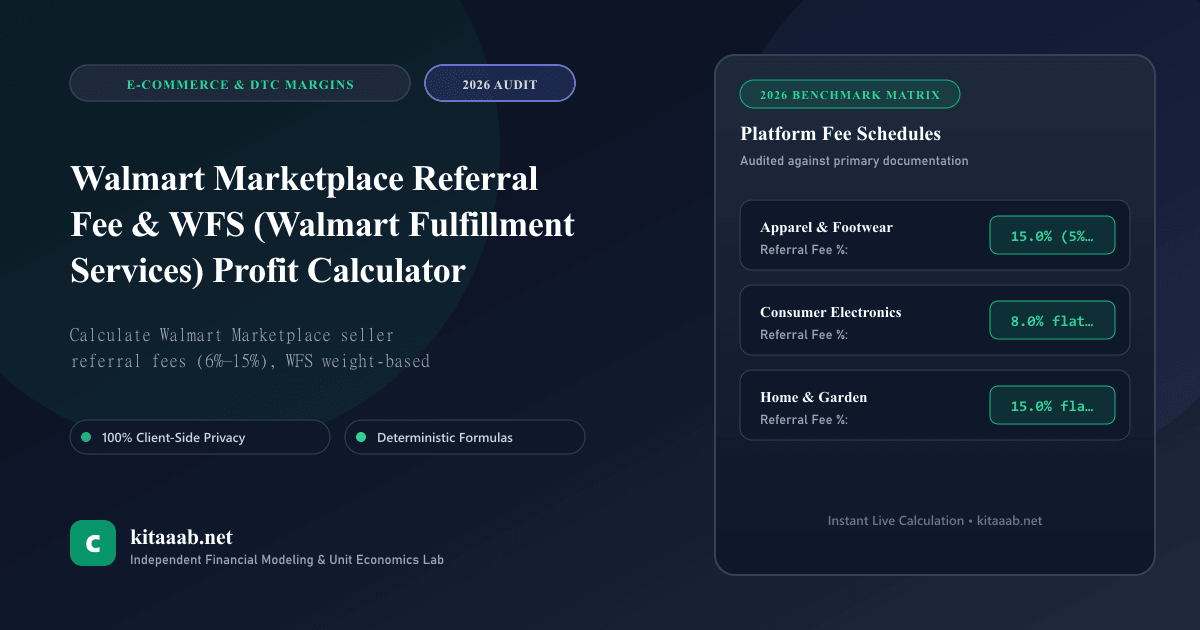 E-COMMERCE & DTC MARGINS
2026 AUDIT
Walmart Marketplace Referral
Fee & WFS (Walmart Fulfillment
Services) Profit Calculator
Calculate Walmart Marketplace seller
referral fees (6%–15%), WFS weight-based
100% Client-Side Privacy
Deterministic Formulas
C
kitaaab.net
Independent Financial Modeling & Unit Economics Lab
2026 BENCHMARK MATRIX
Platform Fee Schedules
Audited against primary documentation
Apparel & Footwear
Referral Fee %:
15.0% (5%…
Consumer Electronics
Referral Fee %:
8.0% flat…
Home & Garden
Referral Fee %:
15.0% fla…
Instant Live Calculation • kitaaab.net